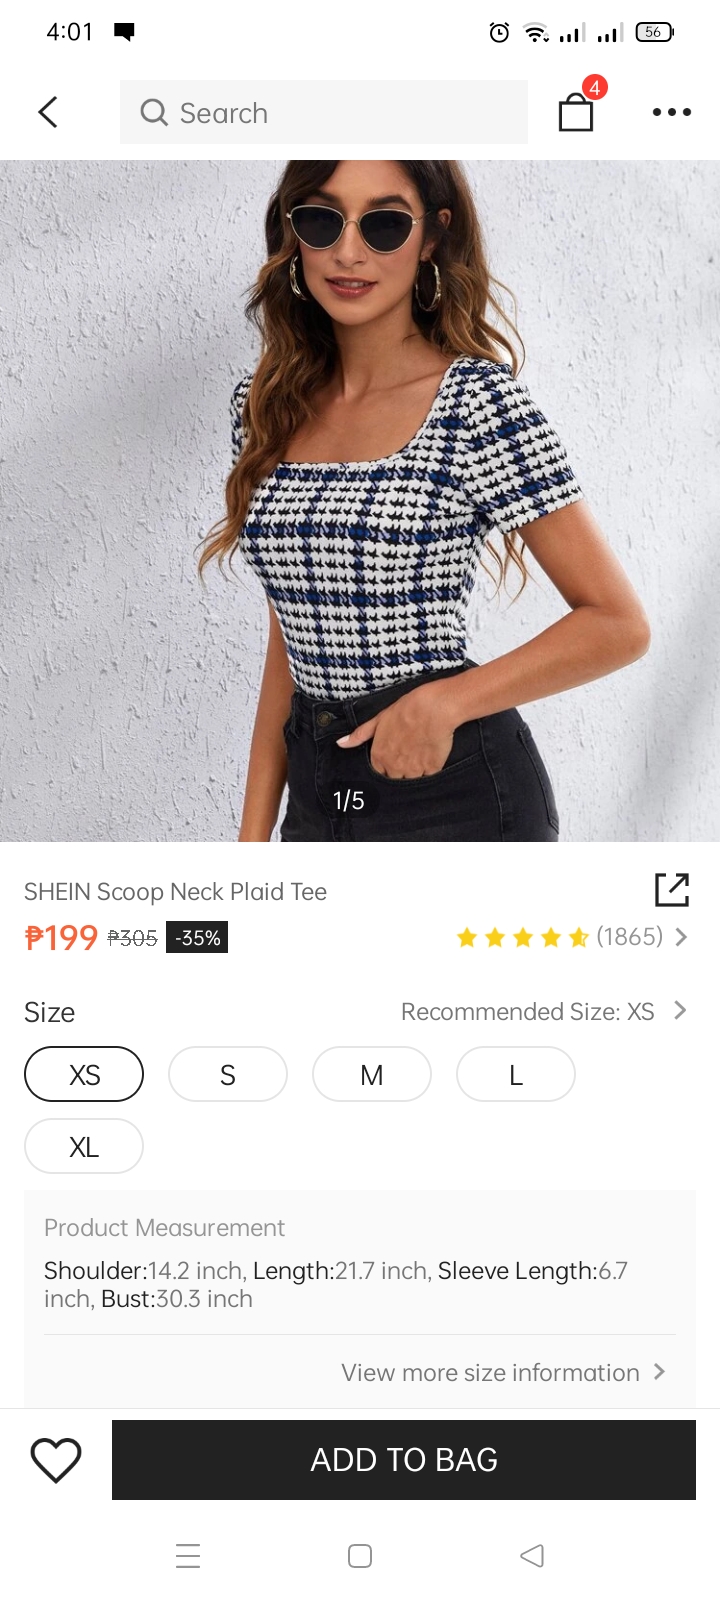 4:01
56
Search
4
1/5
SHEIN Scoop Neck Plaid Tee
₱199 ₱305 -35% (1865)
Size Recommended Size: XS
XS S M L
XL
Product Measurement
Shoulder:14.2 inch, Length:21.7 inch, Sleeve Length:6.7
inch, Bust:30.3 inch
View more size information
ADD TO BAG